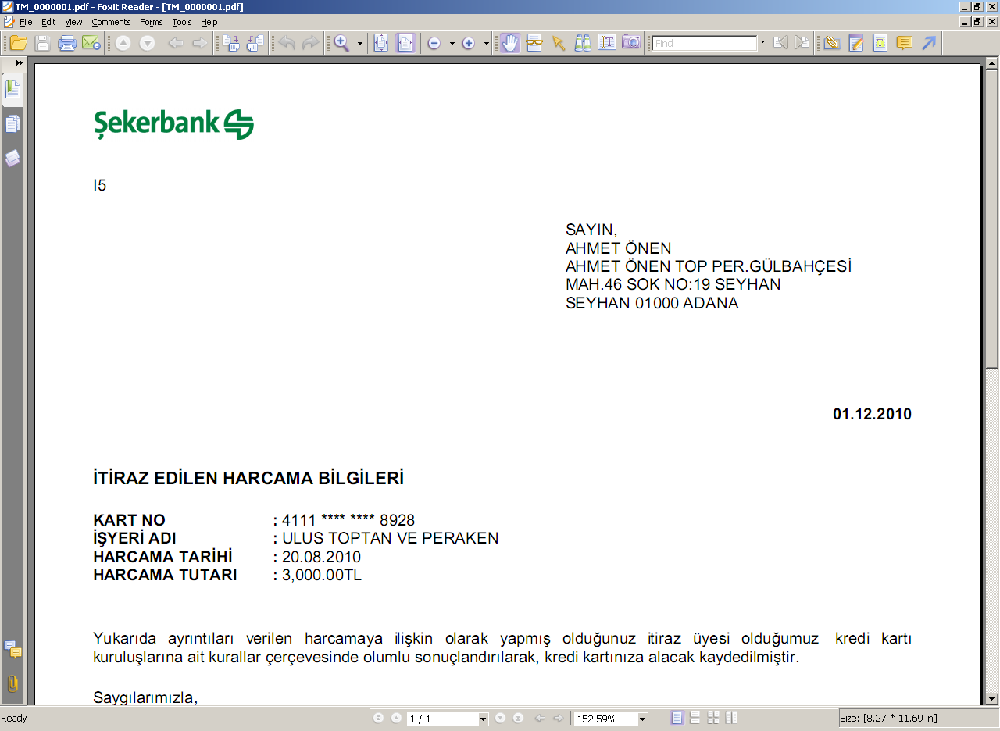 TM_0000001.pdf - Foxit Reader - [TM_0000001.pdf]
File Edit View Comments Forms Tools Help
Find
Şekerbank
I5
SAYIN,
AHMET ÖNEN
AHMET ÖNEN TOP PER.GÜLBAHÇESİ
MAH.46 SOK NO:19 SEYHAN
SEYHAN 01000 ADANA
01.12.2010
İTİRAZ EDİLEN HARCAMA BİLGİLERİ
KART NO : 4111 **** **** 8928
İŞYERİ ADI : ULUS TOPTAN VE PERAKEN
HARCAMA TARİHİ : 20.08.2010
HARCAMA TUTARI : 3,000.00TL
Yukarıda ayrıntıları verilen harcamaya ilişkin olarak yapmış olduğunuz itiraz üyesi olduğumuz kredi kartı
kuruluşlarına ait kurallar çerçevesinde olumlu sonuçlandırılarak, kredi kartınıza alacak kaydedilmiştir.
Saygılarımızla,
Ready
1 / 1
152.59%
Size: [8.27 * 11.69 in]